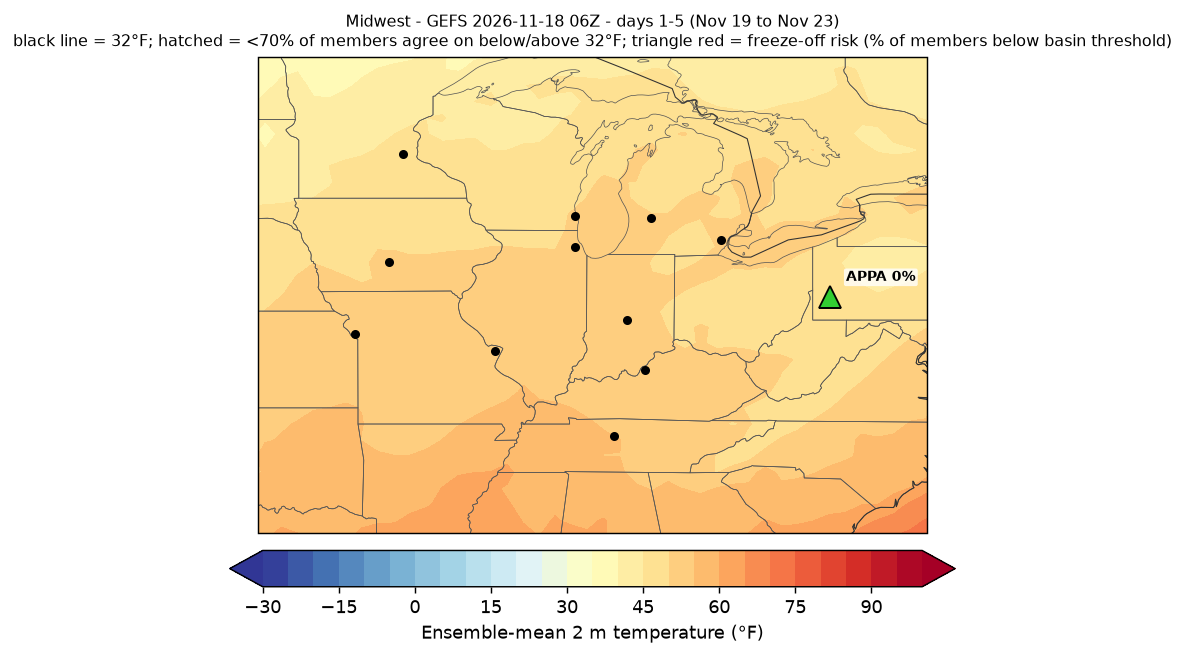 Midwest - GEFS 2026-11-18 06Z - days 1-5 (Nov 19 to Nov 23)
black line = 32°F; hatched = <70% of members agree on below/above 32°F; triangle red = freeze-off risk (% of members below basin threshold)
APPA 0%
−30 −15 0 15 30 45 60 75 90
Ensemble-mean 2 m temperature (°F)